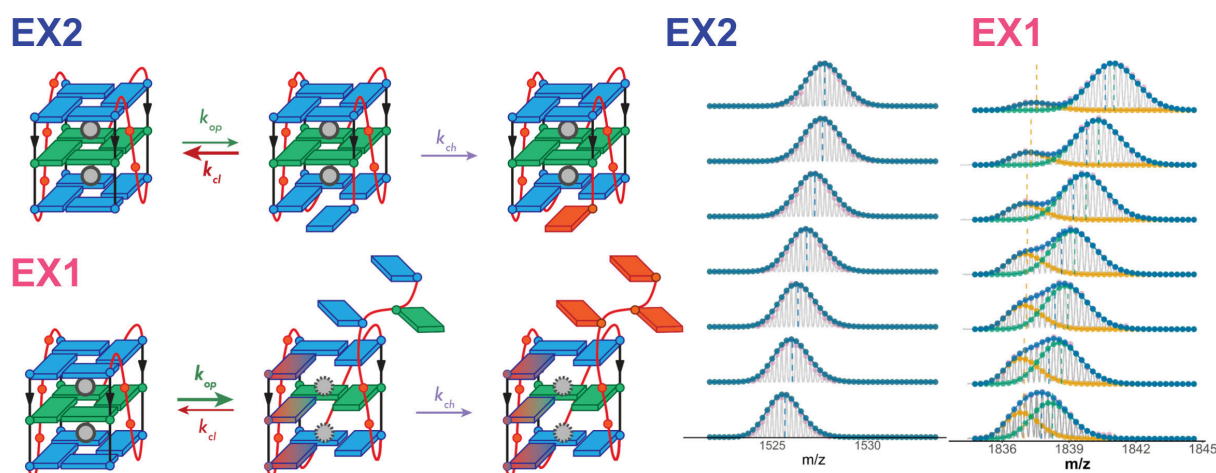 EX2
k_op
k_cl
k_ch
EX1
k_op
k_cl
k_ch
EX2
1525 1530
m/z
EX1
1836 1839 1842 1845
m/z